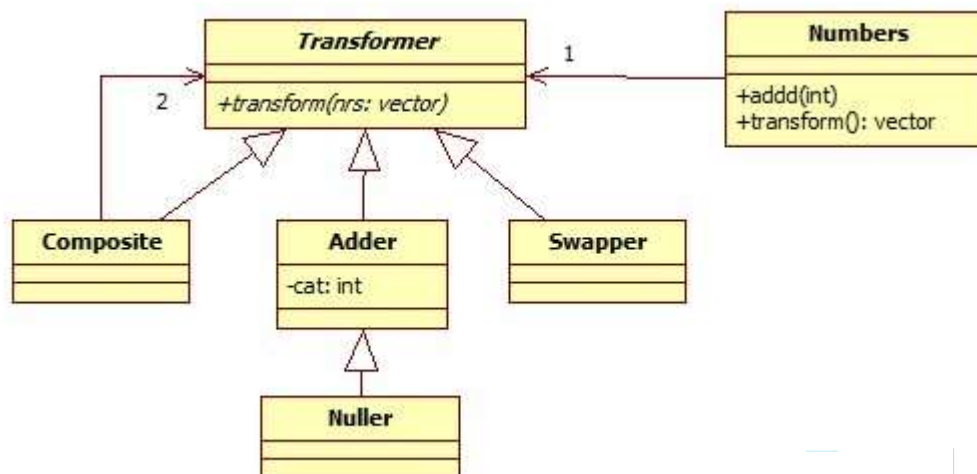 Transformer
+transform(nrs: vector)
1
Numbers
+addd(int)
+transform(): vector
2
Composite
Adder
-cat: int
Swapper
Nuller